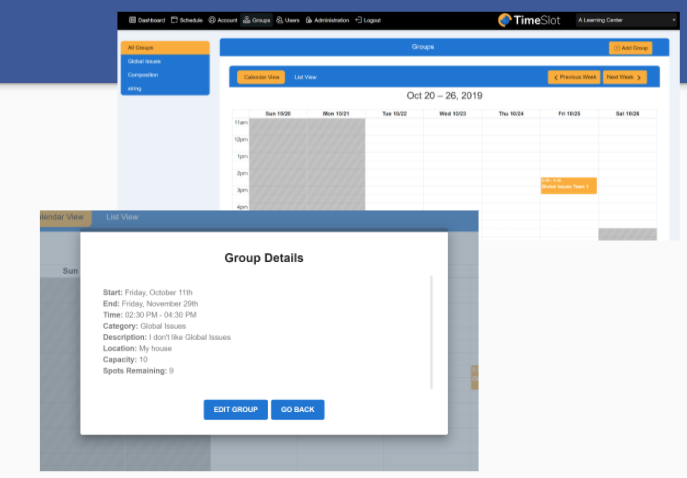 Dashboard Schedule Account Groups Users Administration Logout
TimeSlot
A Learning Center
All Groups
Global Issues
Composition
string
Groups
Add Group
Calendar View List View
Previous Week Next Week
Oct 20 – 26, 2019
Sun 10/20 Mon 10/21 Tue 10/22 Wed 10/23 Thu 10/24 Fri 10/25 Sat 10/26
11am
12pm
1pm
2pm
Global Issues Team 1
3pm
4pm
alendar View List View
Sun
Group Details
Start: Friday, October 11th
End: Friday, November 29th
Time: 02:30 PM - 04:30 PM
Category: Global Issues
Description: I don't like Global Issues
Location: My house
Capacity: 10
Spots Remaining: 9
EDIT GROUP GO BACK